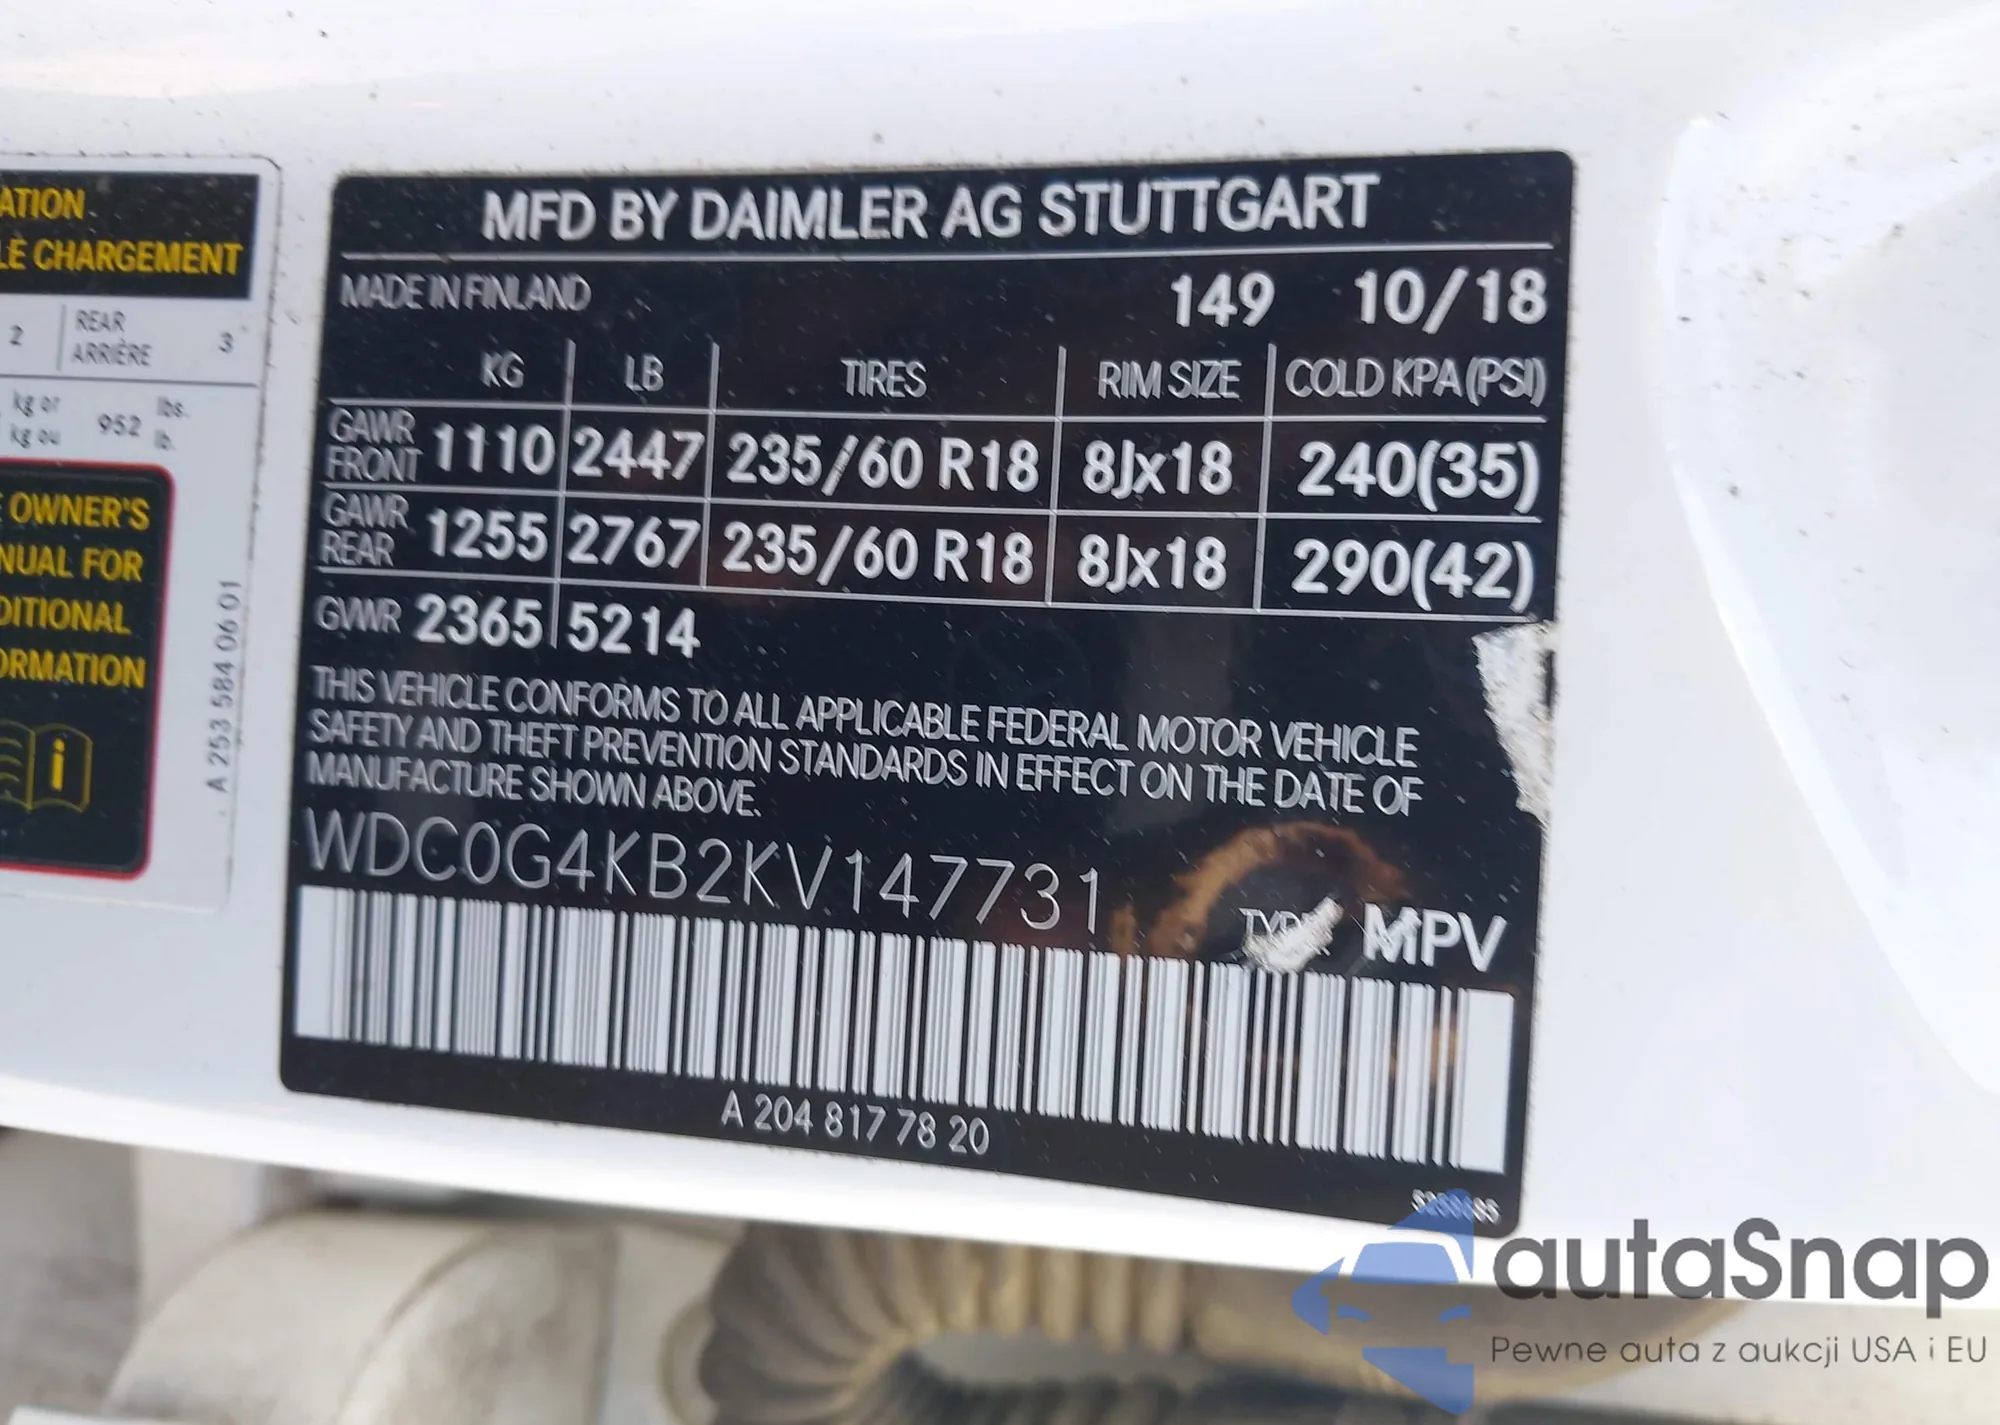 ATION
LE CHARGEMENT
2 REAR
ARRIÈRE 3
kg or
kg ou 952 lbs.
lb.
OWNER'S
NUAL FOR
DITIONAL
ORMATION
i
A 253 584 06 01
MFD BY DAIMLER AG STUTTGART
MADE IN FINLAND 149 10/18
KG LB TIRES RIM SIZE COLD KPA (PSI)
GAWR FRONT 1110 2447 235/60 R18 8Jx18 240(35)
GAWR REAR 1255 2767 235/60 R18 8Jx18 290(42)
GVWR 2365 5214
THIS VEHICLE CONFORMS TO ALL APPLICABLE FEDERAL MOTOR VEHICLE
SAFETY AND THEFT PREVENTION STANDARDS IN EFFECT ON THE DATE OF
MANUFACTURE SHOWN ABOVE.
WDC0G4KB2KV147731
MPV
A 204 817 78 20
autaSnap
Pewne auta z aukcji USA i EU